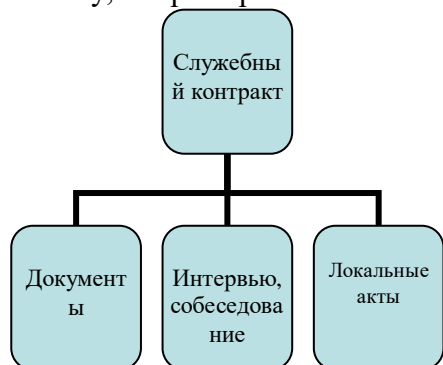 Служебны
й контракт
Документ
ы
Интервью,
собеседова
ние
Локальные
акты